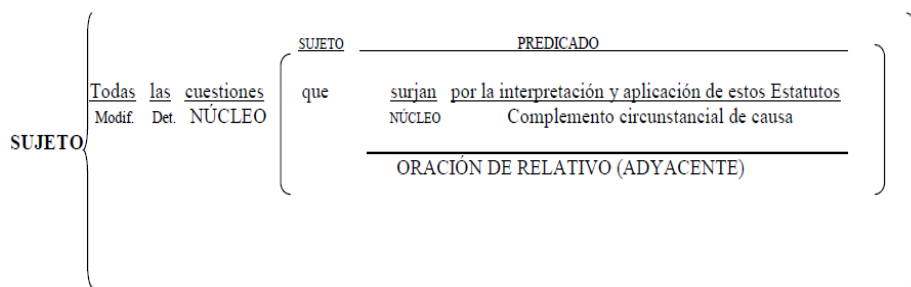 SUJETO PREDICADO
Todas las cuestiones que surjan por la interpretación y aplicación de estos Estatutos
Modif. Det. NÚCLEO NÚCLEO Complemento circunstancial de causa
SUJETO
ORACIÓN DE RELATIVO (ADYACENTE)